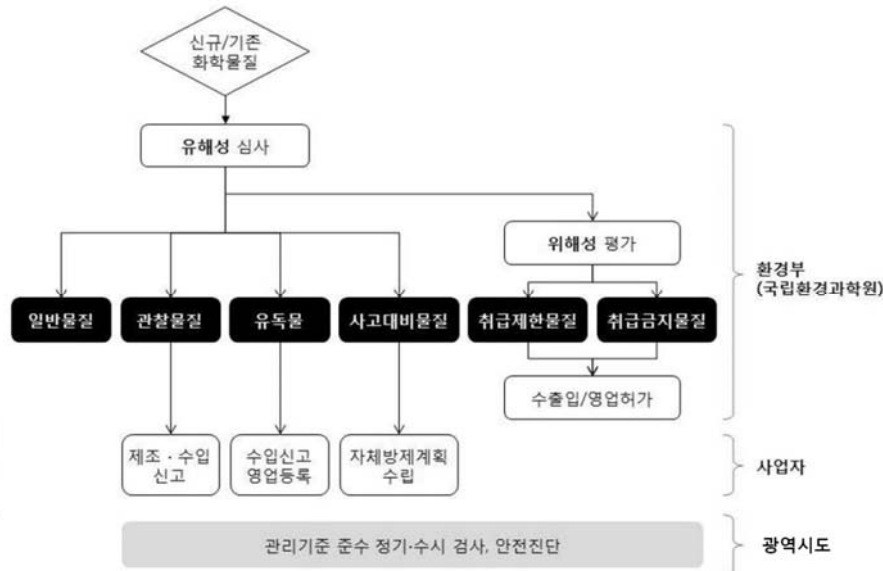 신규/기존
화학물질
유해성 심사
위해성 평가
환경부
(국립환경과학원)
일반물질
관찰물질
유독물
사고대비물질
취급제한물질
취급금지물질
수출입/영업허가
제조·수입
신고
수입신고
영업등록
자체방제계획
수립
사업자
관리기준 준수 정기·수시 검사, 안전진단
광역시도